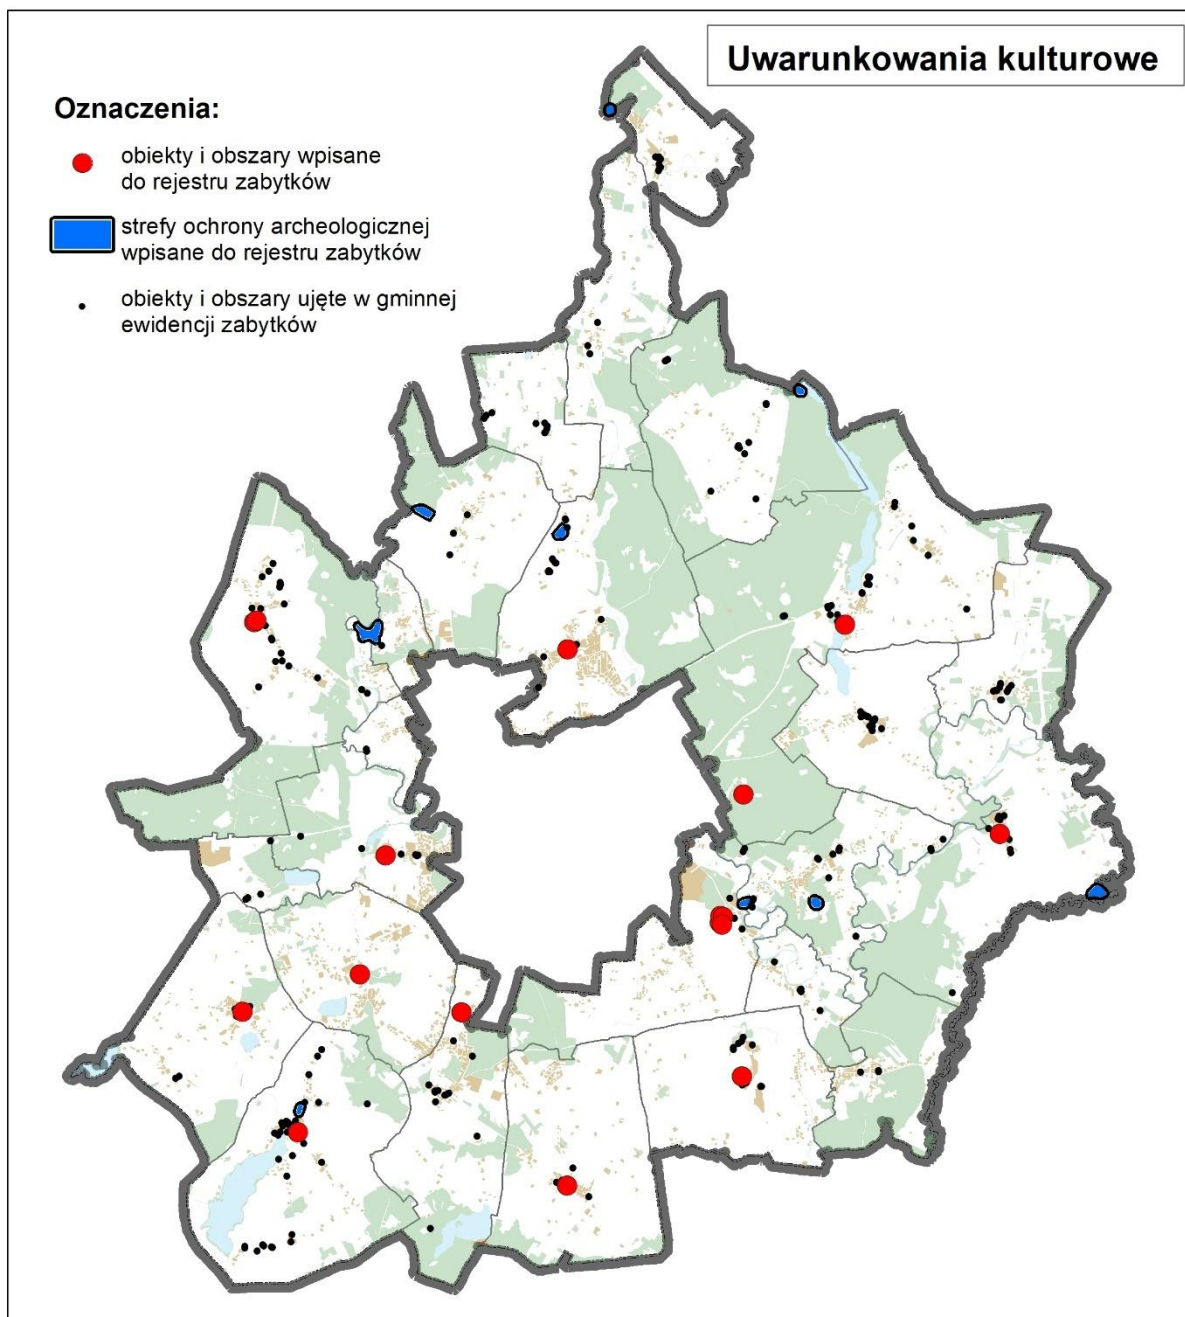 Uwarunkowania kulturowe
Oznaczenia:
obiekty i obszary wpisane
do rejestru zabytków
strefy ochrony archeologicznej
wpisane do rejestru zabytków
obiekty i obszary ujęte w gminnej
ewidencji zabytków